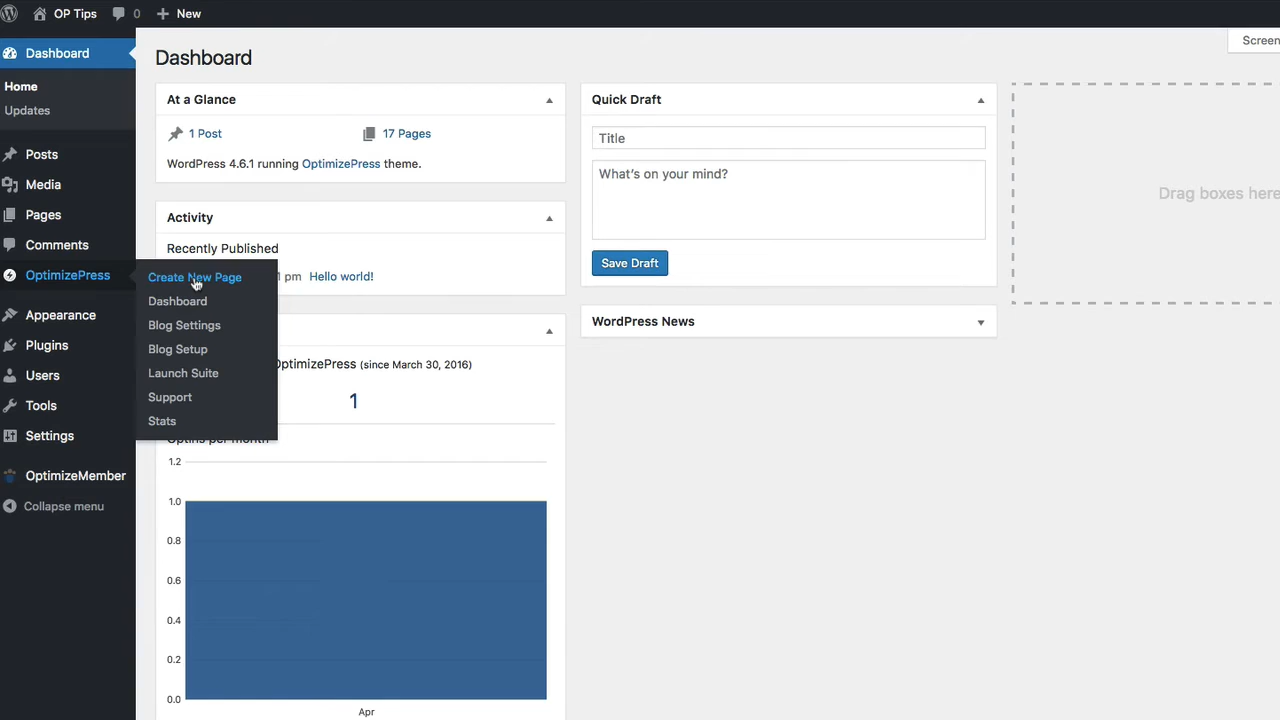 OP Tips 0 New
Screen
Dashboard
Home
Updates
Posts
Media
Pages
Comments
OptimizePress
Create New Page
Dashboard
Blog Settings
Blog Setup
Launch Suite
Support
Stats
Appearance
Plugins
Users
Tools
Settings
OptimizeMember
Collapse menu
Dashboard
At a Glance
1 Post
17 Pages
WordPress 4.6.1 running OptimizePress theme.
Activity
Recently Published
1 pm Hello world!
OptimizePress (since March 30, 2016)
1
Optins per month
1.2
1.0
0.8
0.6
0.4
0.2
0.0
Apr
Quick Draft
Title
What's on your mind?
Save Draft
WordPress News
Drag boxes here